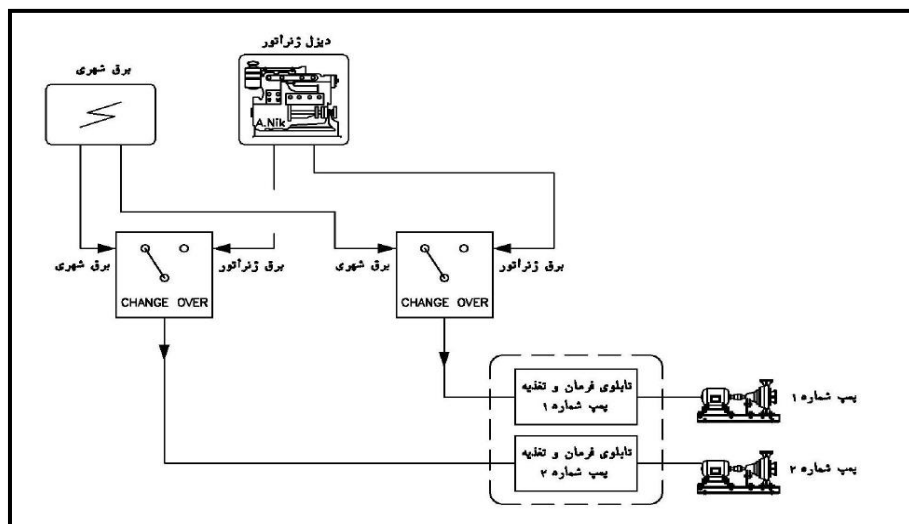 دیزل ژنراتور
برق شهری
A.Nik
برق شهری
برق ژنراتور
برق شهری
برق ژنراتور
CHANGE OVER
CHANGE OVER
تابلوی فرمان و تغذیه
پمپ شماره ۱
پمپ شماره ۱
تابلوی فرمان و تغذیه
پمپ شماره ۲
پمپ شماره ۲